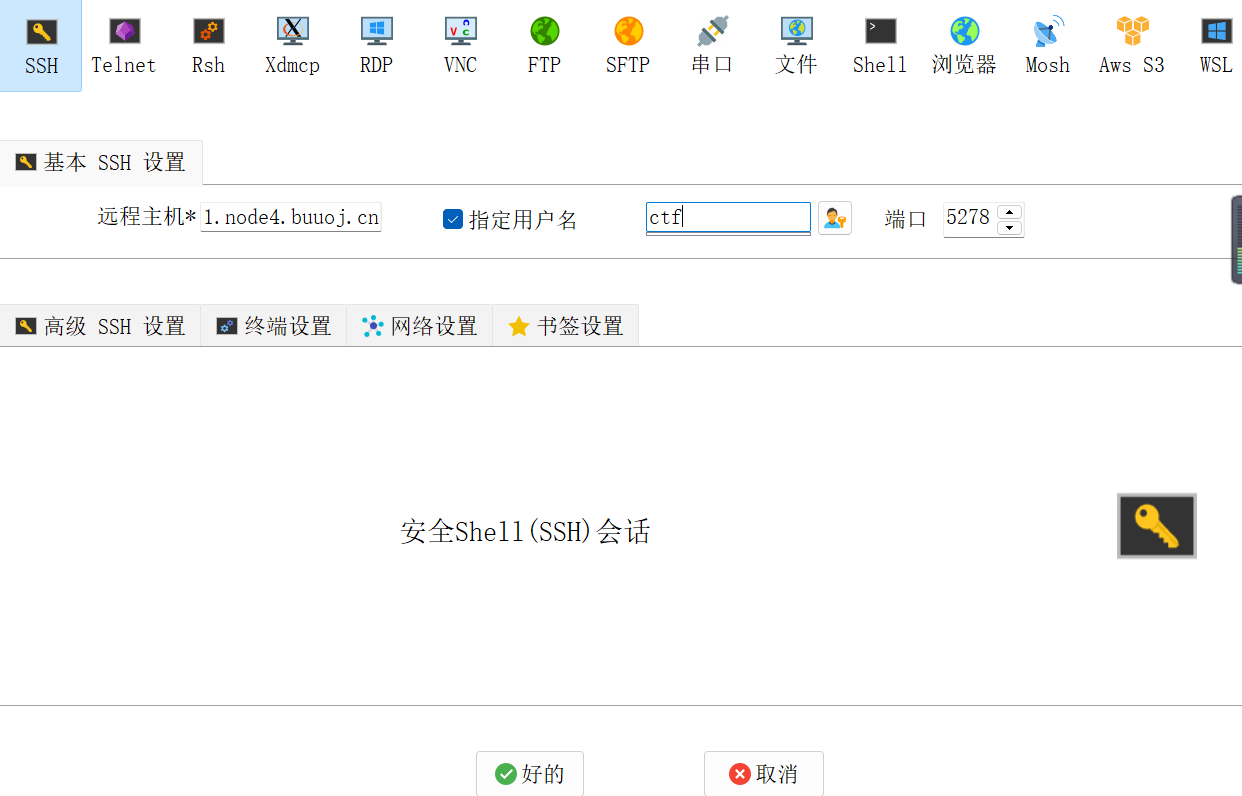 SSH Telnet Rsh Xdmcp RDP VNC FTP SFTP 串口 文件 Shell 浏览器 Mosh Aws S3 WSL
基本 SSH 设置
远程主机* 1.node4.buuoj.cn 指定用户名 ctf 端口 5278
高级 SSH 设置 终端设置 网络设置 书签设置
安全Shell(SSH)会话
好的 取消